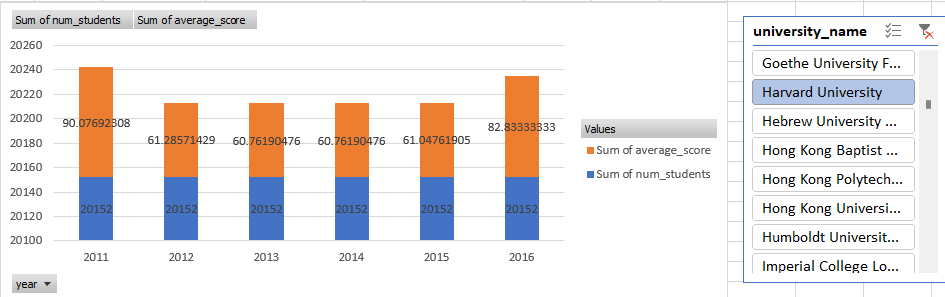 Sum of num_students Sum of average_score
20260
20240
20220
20200
20180
20160
20140
20120
20100
90.07692308 61.28571429 60.76190476 60.76190476 61.04761905 82.83333333
20152 20152 20152 20152 20152 20152
2011 2012 2013 2014 2015 2016
year
Values
Sum of average_score
Sum of num_students
university_name
Goethe University F...
Harvard University
Hebrew University ...
Hong Kong Baptist ...
Hong Kong Polytech...
Hong Kong Universi...
Humboldt Universit...
Imperial College Lo...